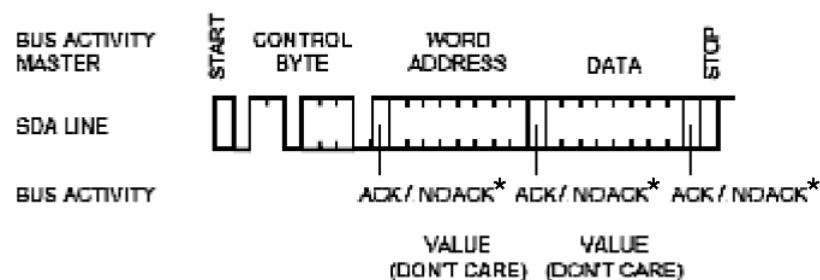 BUS ACTIVITY
MASTER
START
CONTROL
BYTE
WORD
ADDRESS
DATA
STOP
SDA LINE
BUS ACTIVITY
ACK / NOACK*
ACK / NOACK*
ACK / NOACK*
VALUE
(DON'T CARE)
VALUE
(DON'T CARE)